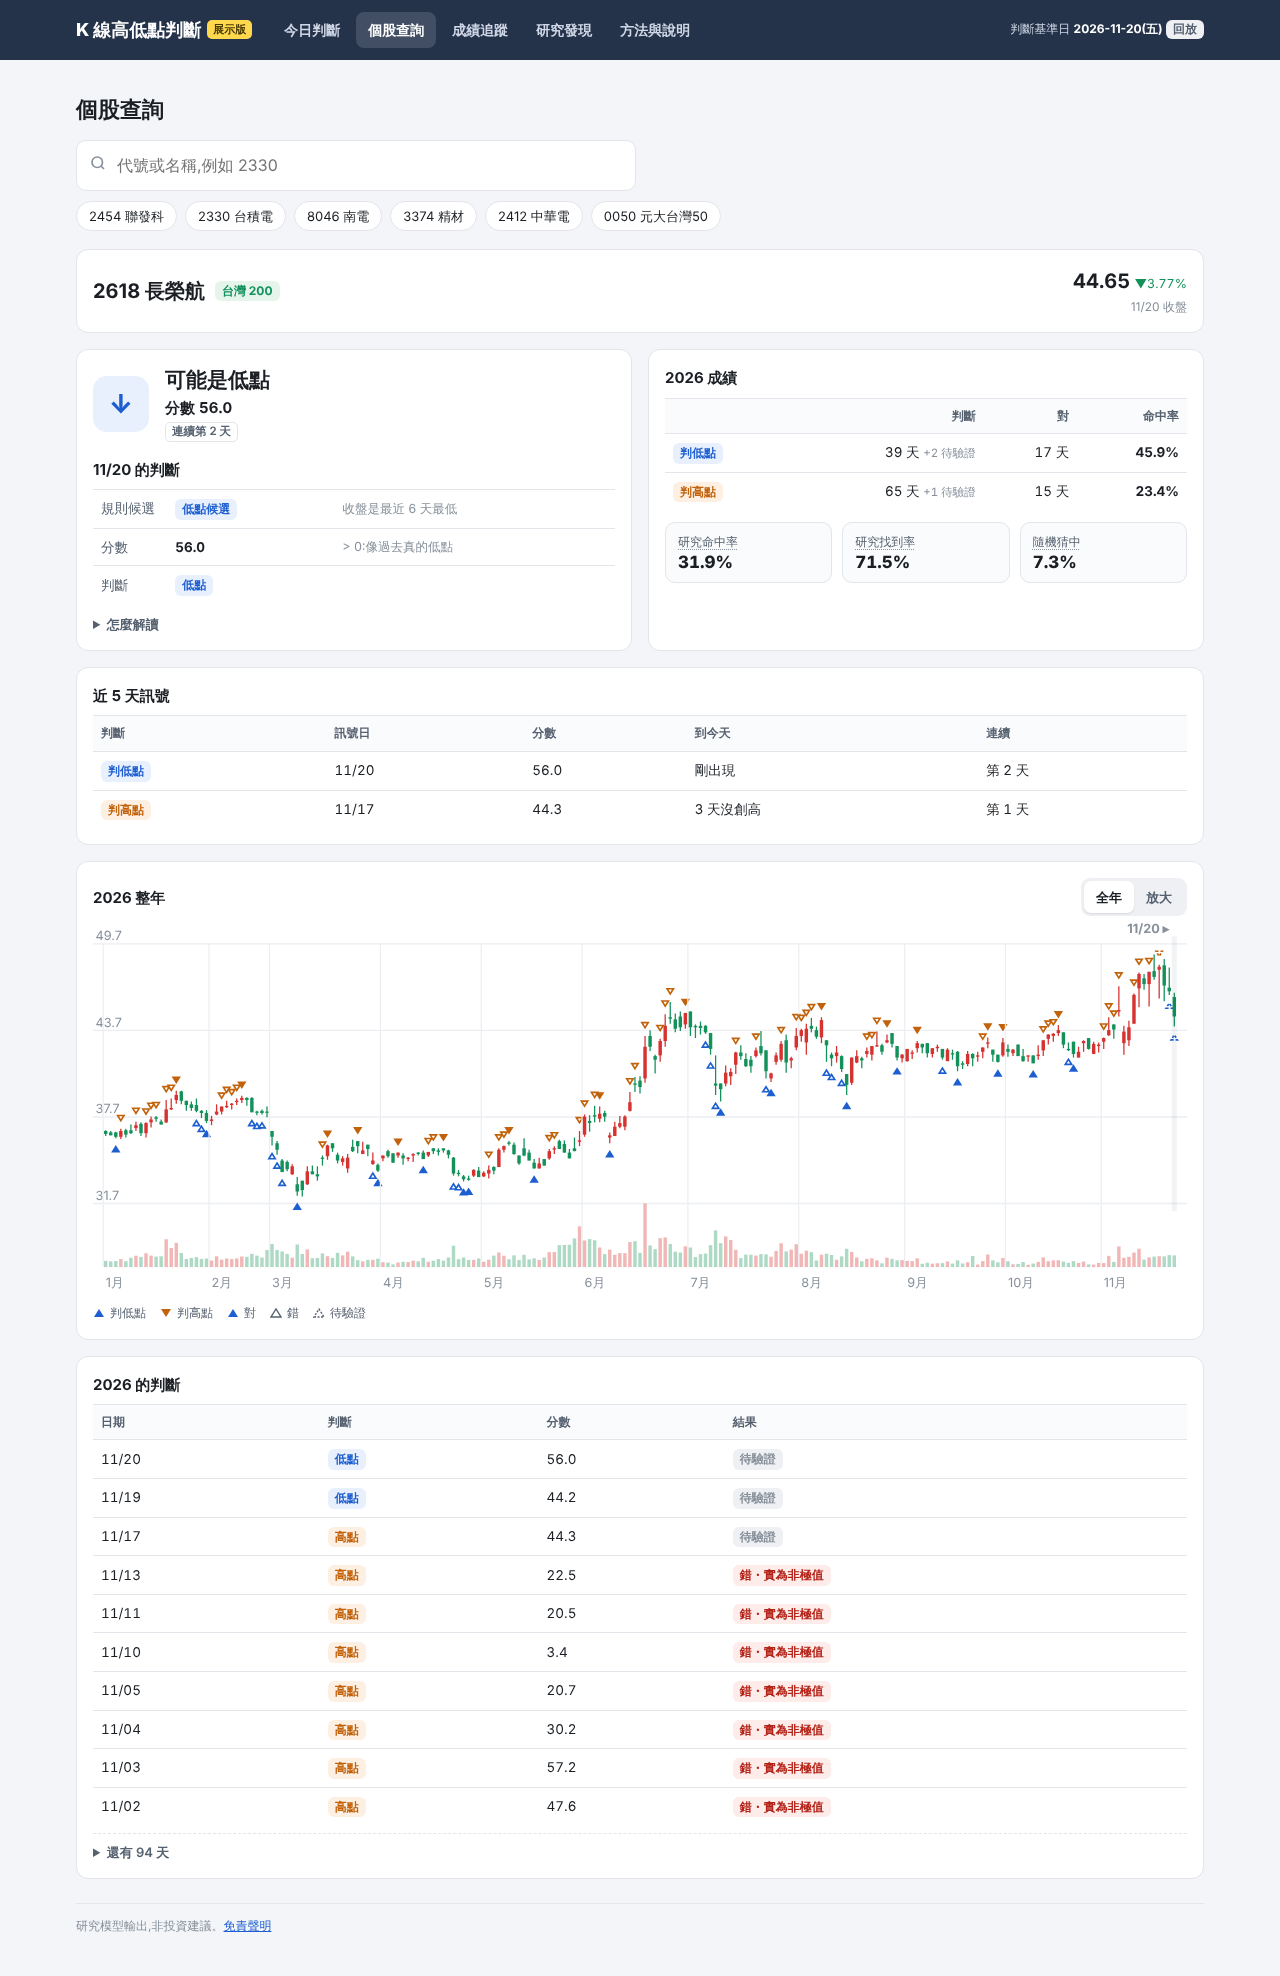 K 線高低點判斷 展示版 今日判斷 個股查詢 成績追蹤 研究發現 方法與說明 判斷基準日 2026-11-20(五) 回放
個股查詢
代號或名稱,例如 2330
2454 聯發科 2330 台積電 8046 南電 3374 精材 2412 中華電 0050 元大台灣50
2618 長榮航 台灣 200
44.65 ▼3.77%
11/20 收盤
可能是低點
分數 56.0
連續第 2 天
11/20 的判斷
規則候選 低點候選 收盤是最近 6 天最低
分數 56.0 > 0:像過去真的低點
判斷 低點
▶ 怎麼解讀
2026 成績
判斷 對 命中率
判低點 39 天 +2 待驗證 17 天 45.9%
判高點 65 天 +1 待驗證 15 天 23.4%
研究命中率 研究找到率 隨機猜中
31.9% 71.5% 7.3%
近 5 天訊號
判斷 訊號日 分數 到今天 連續
判低點 11/20 56.0 剛出現 第 2 天
判高點 11/17 44.3 3 天沒創高 第 1 天
2026 整年
全年 放大
11/20 ▸
49.7
43.7
37.7
31.7
1月 2月 3月 4月 5月 6月 7月 8月 9月 10月 11月
▲ 判低點 ▼ 判高點 ▲ 對 △ 錯 △ 待驗證
2026 的判斷
日期 判斷 分數 結果
11/20 低點 56.0 待驗證
11/19 低點 44.2 待驗證
11/17 高點 44.3 待驗證
11/13 高點 22.5 錯・實為非極值
11/11 高點 20.5 錯・實為非極值
11/10 高點 3.4 錯・實為非極值
11/05 高點 20.7 錯・實為非極值
11/04 高點 30.2 錯・實為非極值
11/03 高點 57.2 錯・實為非極值
11/02 高點 47.6 錯・實為非極值
▶ 還有 94 天
研究模型輸出,非投資建議。免責聲明